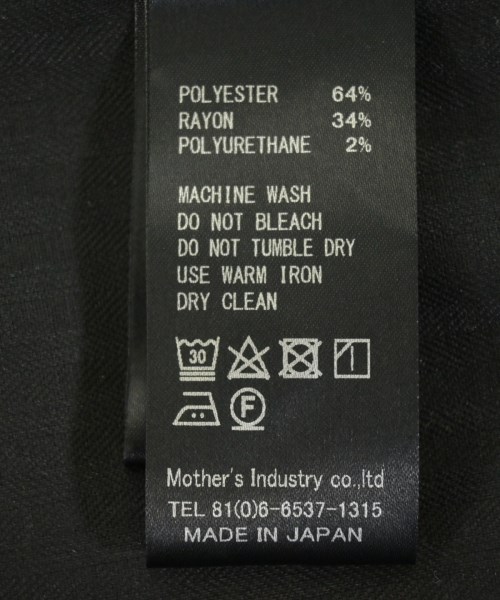 POLYESTER 64%
RAYON 34%
POLYURETHANE 2%
MACHINE WASH
DO NOT BLEACH
DO NOT TUMBLE DRY
USE WARM IRON
DRY CLEAN
30
F
Mother's Industry co.,ltd
TEL 81(0)6-6537-1315
MADE IN JAPAN